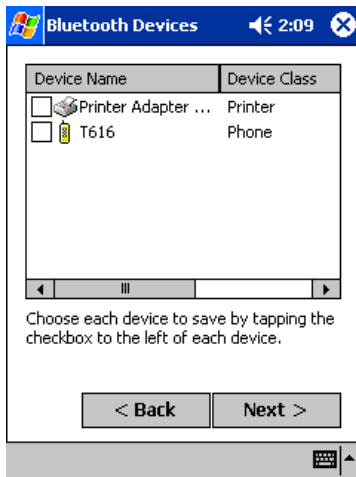 Bluetooth Devices 2:09
Device Name Device Class
Printer Adapter ... Printer
T616 Phone
Choose each device to save by tapping the
checkbox to the left of each device.
< Back Next >